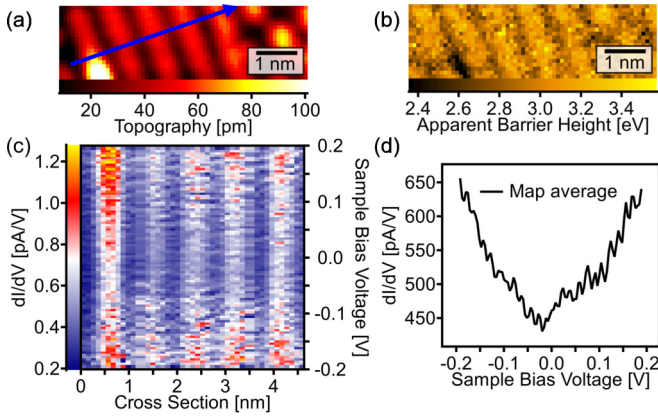 (a)
1 nm
20 40 60 80 100
Topography [pm]
(b)
1 nm
2.4 2.6 2.8 3.0 3.2 3.4
Apparent Barrier Height [eV]
(c)
dI/dV [pA/V]
1.2
1.0
0.8
0.6
0.4
0.2
0.2
0.1
0.0
-0.1
-0.2
Sample Bias Voltage [V]
0 1 2 3 4
Cross Section [nm]
(d)
Map average
dI/dV [pA/V]
650
600
550
500
450
-0.2 -0.1 0.0 0.1 0.2
Sample Bias Voltage [V]